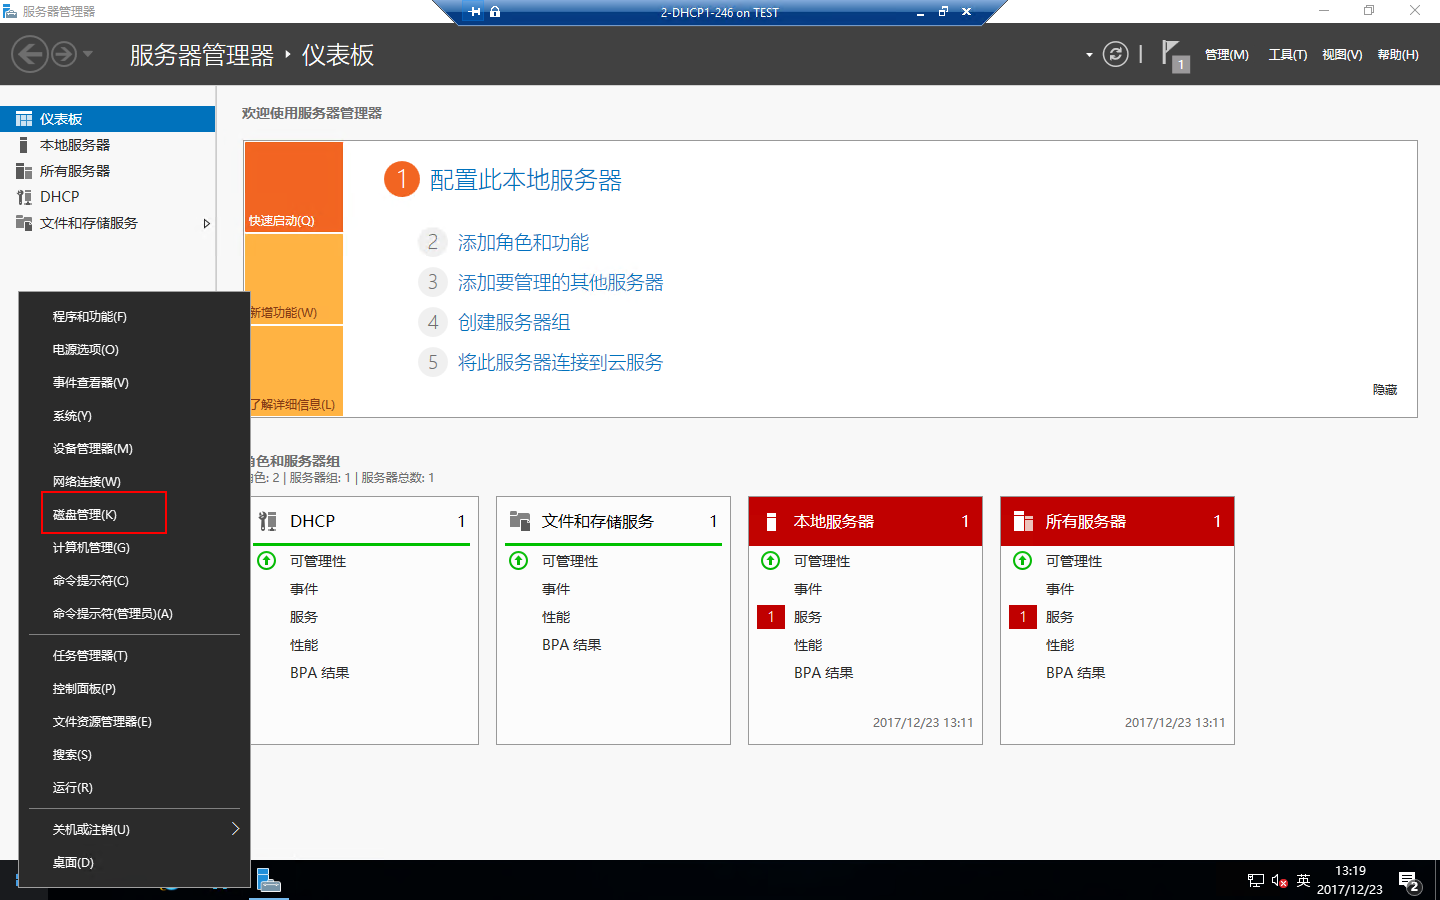 服务器管理器
2-DHCP1-246 on TEST
服务器管理器 ‣ 仪表板
1
管理(M)
工具(T)
视图(V)
帮助(H)
仪表板
本地服务器
所有服务器
DHCP
文件和存储服务
欢迎使用服务器管理器
快速启动(Q)
新增功能(W)
了解详细信息(L)
1 配置此本地服务器
2 添加角色和功能
3 添加要管理的其他服务器
4 创建服务器组
5 将此服务器连接到云服务
隐藏
程序和功能(F)
电源选项(O)
事件查看器(V)
系统(Y)
设备管理器(M)
网络连接(W)
磁盘管理(K)
计算机管理(G)
命令提示符(C)
命令提示符(管理员)(A)
任务管理器(T)
控制面板(P)
文件资源管理器(E)
搜索(S)
运行(R)
关机或注销(U)
桌面(D)
角色和服务器组
角色: 2 | 服务器组: 1 | 服务器总数: 1
DHCP 1
可管理性
事件
服务
性能
BPA 结果
文件和存储服务 1
可管理性
事件
性能
BPA 结果
本地服务器 1
可管理性
事件
1 服务
性能
BPA 结果
2017/12/23 13:11
所有服务器 1
可管理性
事件
1 服务
性能
BPA 结果
2017/12/23 13:11
英
13:19
2017/12/23
2